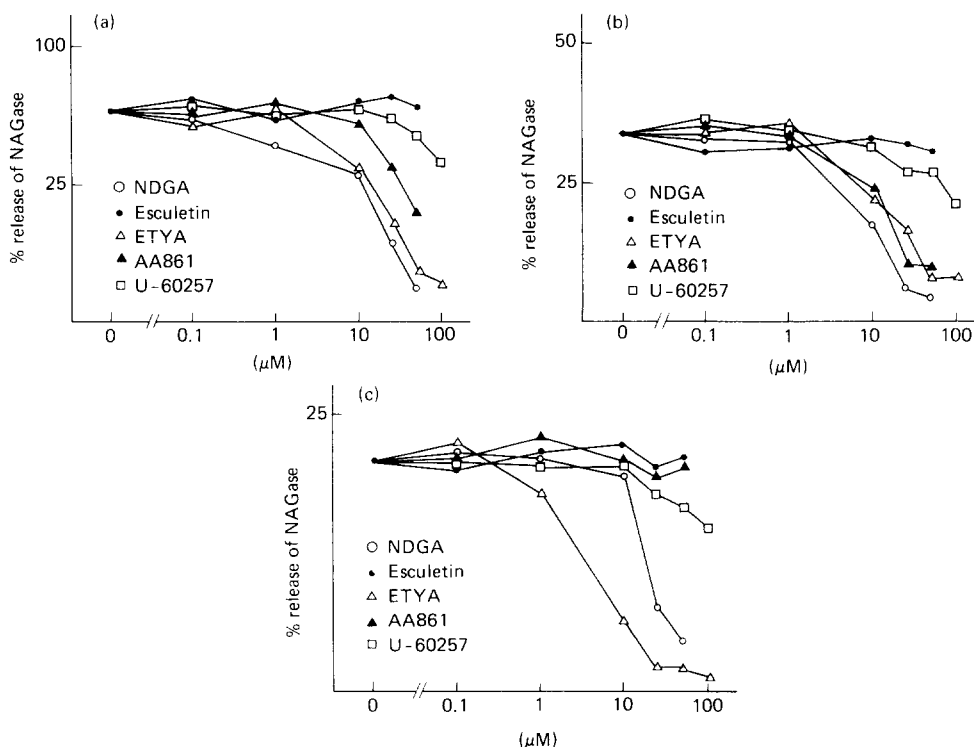 (a)
100
25
% release of NAGase
○ NDGA
• Esculetin
△ ETYA
▲ AA861
□ U-60257
0 0.1 1 10 100
(μM)
(b)
50
25
% release of NAGase
○ NDGA
• Esculetin
△ ETYA
▲ AA861
□ U-60257
0 0.1 1 10 100
(μM)
(c)
25
% release of NAGase
○ NDGA
• Esculetin
△ ETYA
▲ AA861
□ U-60257
0 0.1 1 10 100
(μM)